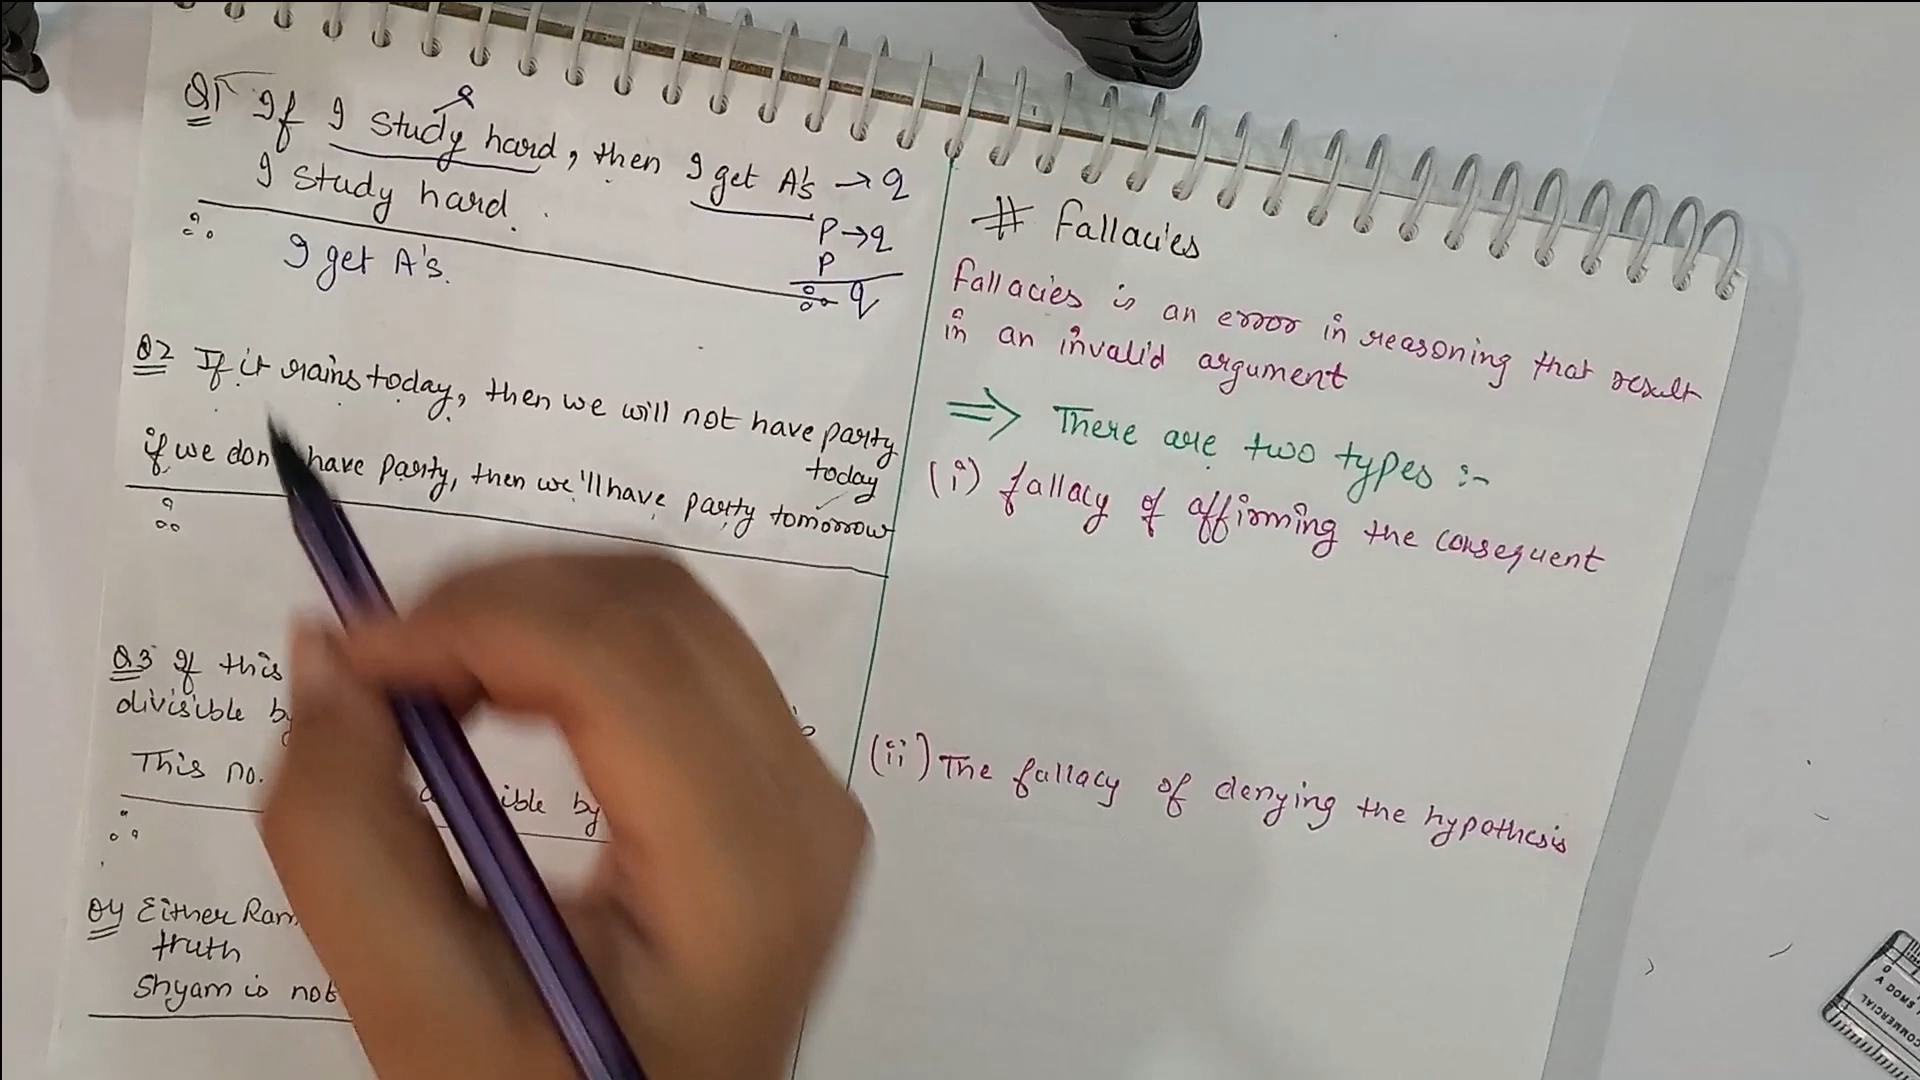 Q1 If I study hard, then I get A's → q
I study hard.
∴ I get A's.
P→q
P
∴ q
Q2 If it rains today, then we will not have party
today
if we don have party, then we'll have party tomorrow
∴
Q3 If this
divisible by
This no. ible by
∴
Q4 Either Ram
truth
Shyam is not
# Fallacies
Fallacies is an error in reasoning that result
in an invalid argument
⇒ There are two types :-
(i) fallacy of affirming the consequent
(ii) The fallacy of denying the hypothesis
DOMS